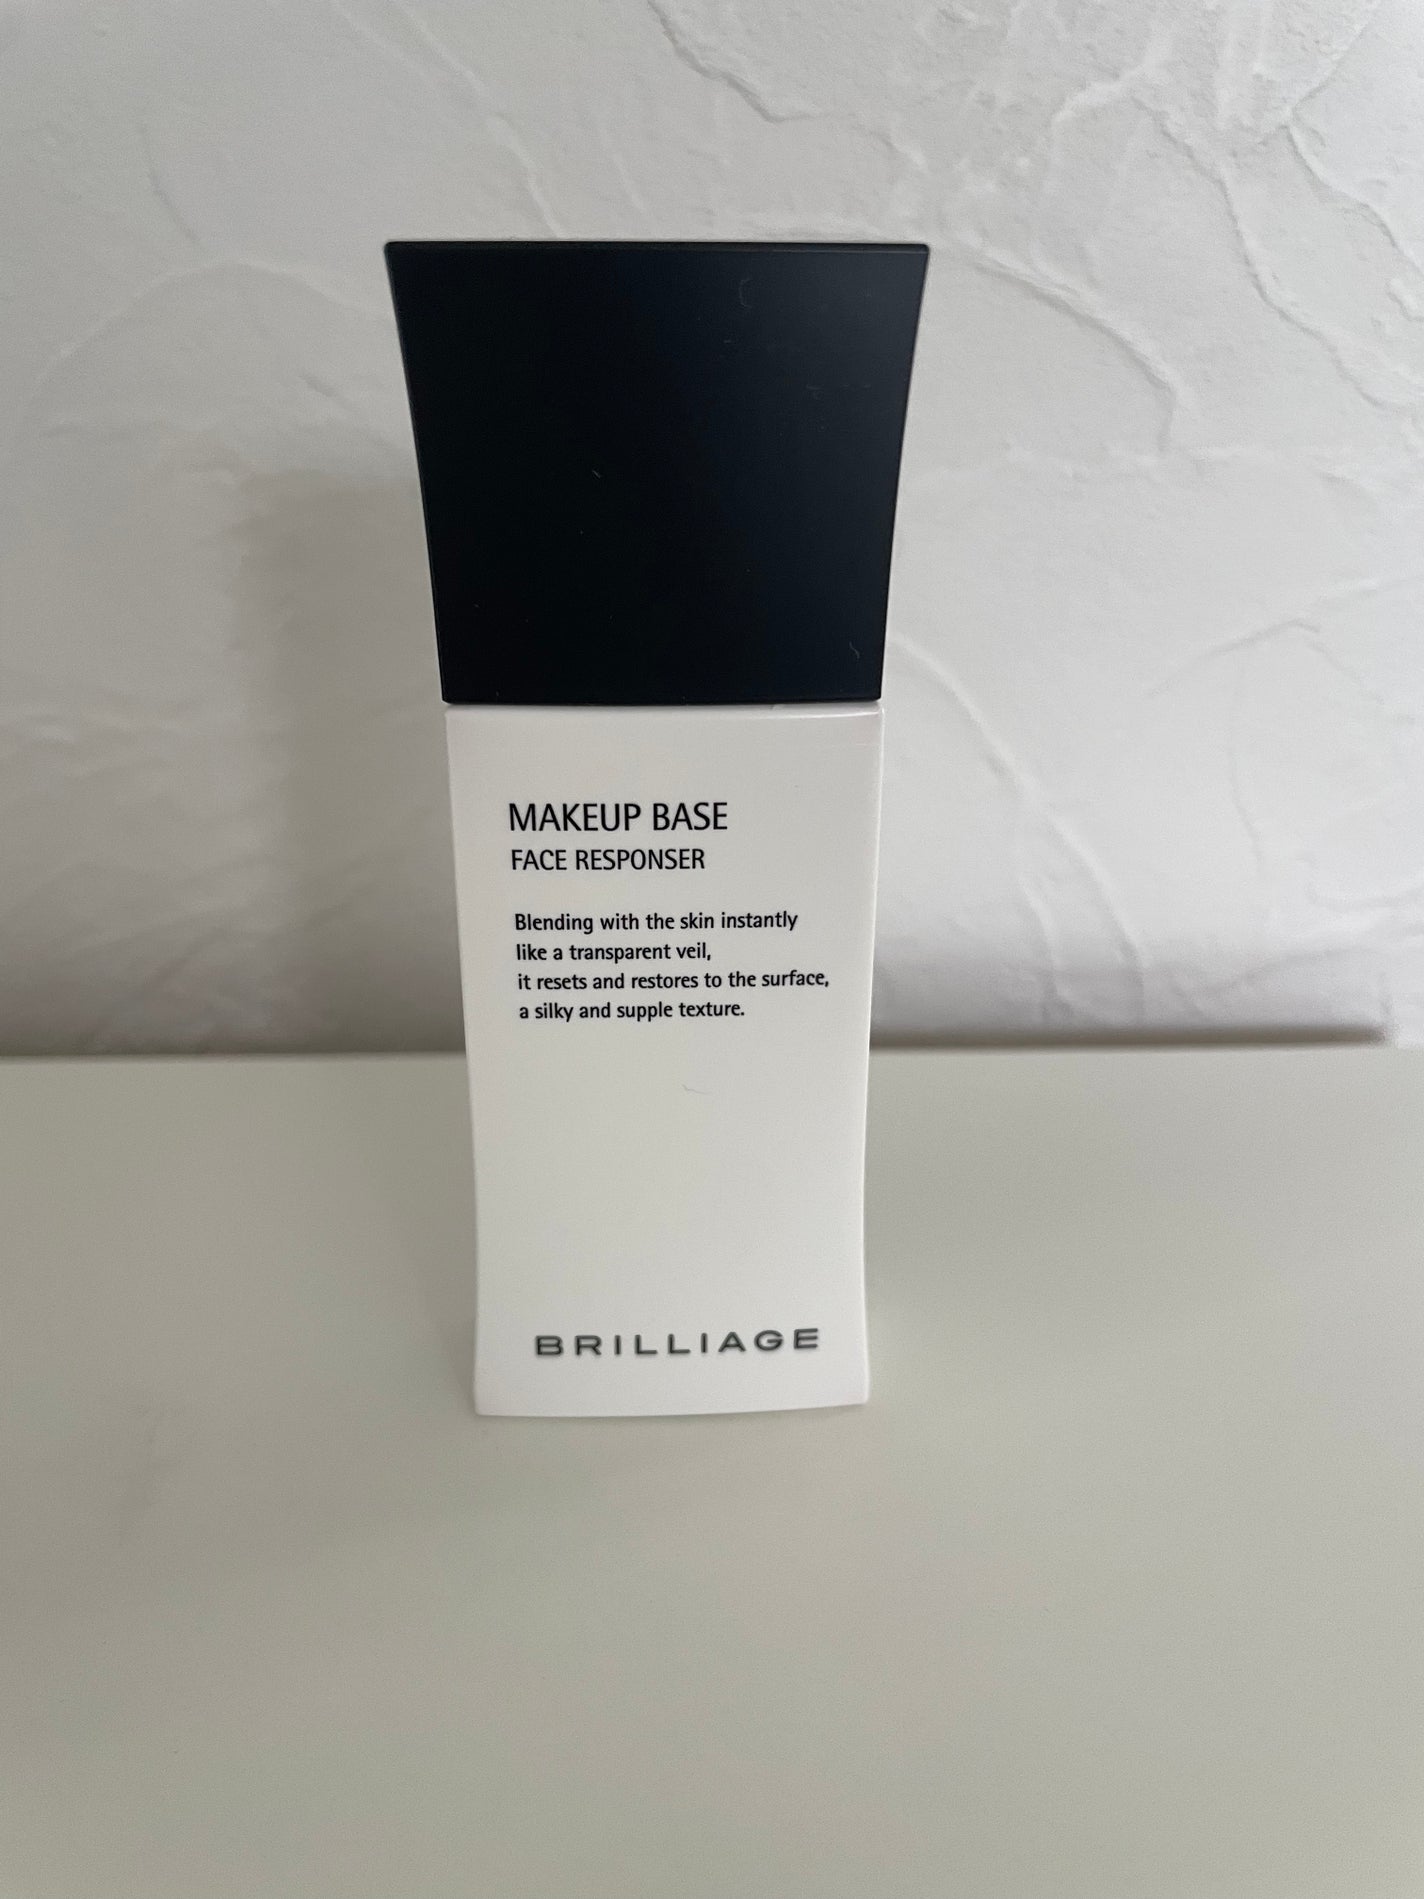 MAKEUP BASE
FACE RESPONSER
Blending with the skin instantly
like a transparent veil,
it resets and restores to the surface,
a silky and supple texture.
BRILLIAGE